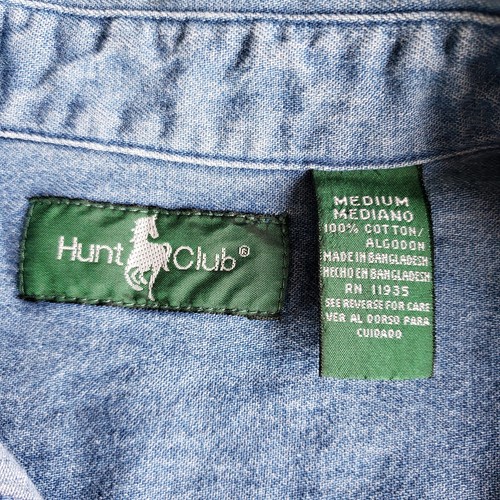 Hunt Club®
MEDIUM
MEDIANO
100% COTTON/
ALGODON
MADE IN BANGLADESH
HECHO EN BANGLADESH
RN 11935
SEE REVERSE FOR CARE
VER AL DORSO PARA
CUIDADO